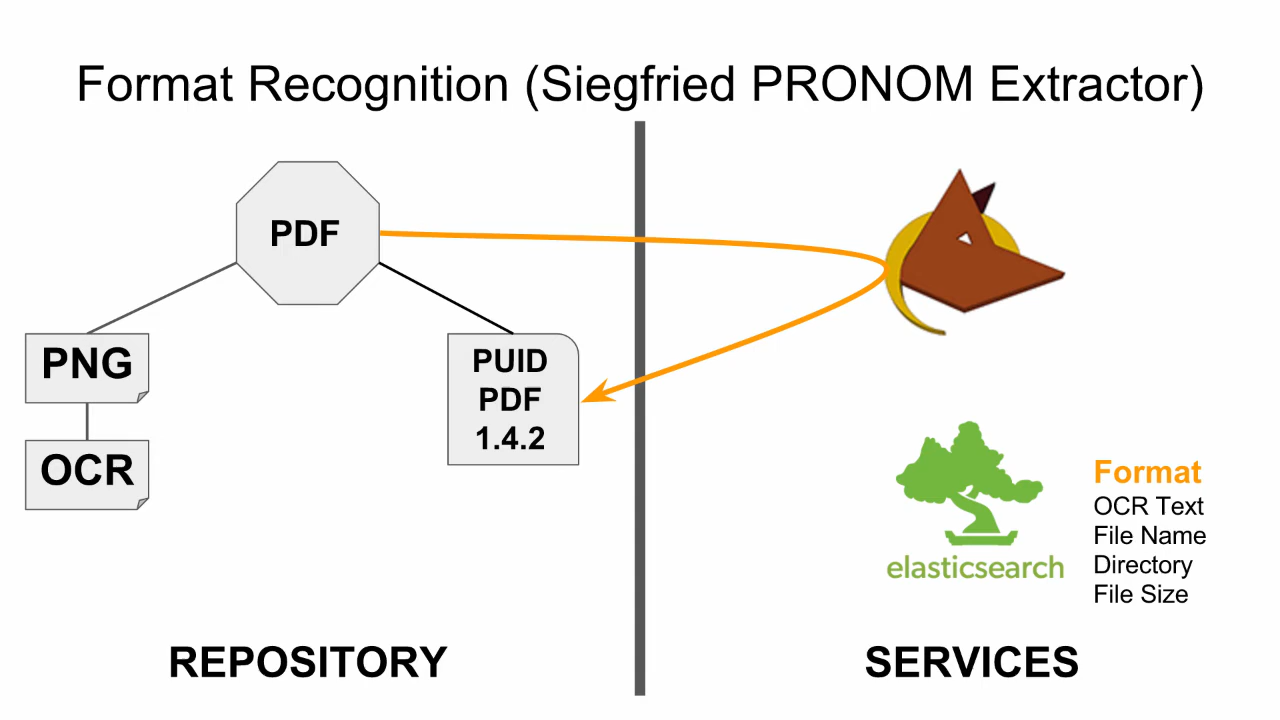 Format Recognition (Siegfried PRONOM Extractor)
PDF
PNG
OCR
PUID
PDF
1.4.2
elasticsearch
Format
OCR Text
File Name
Directory
File Size
REPOSITORY
SERVICES